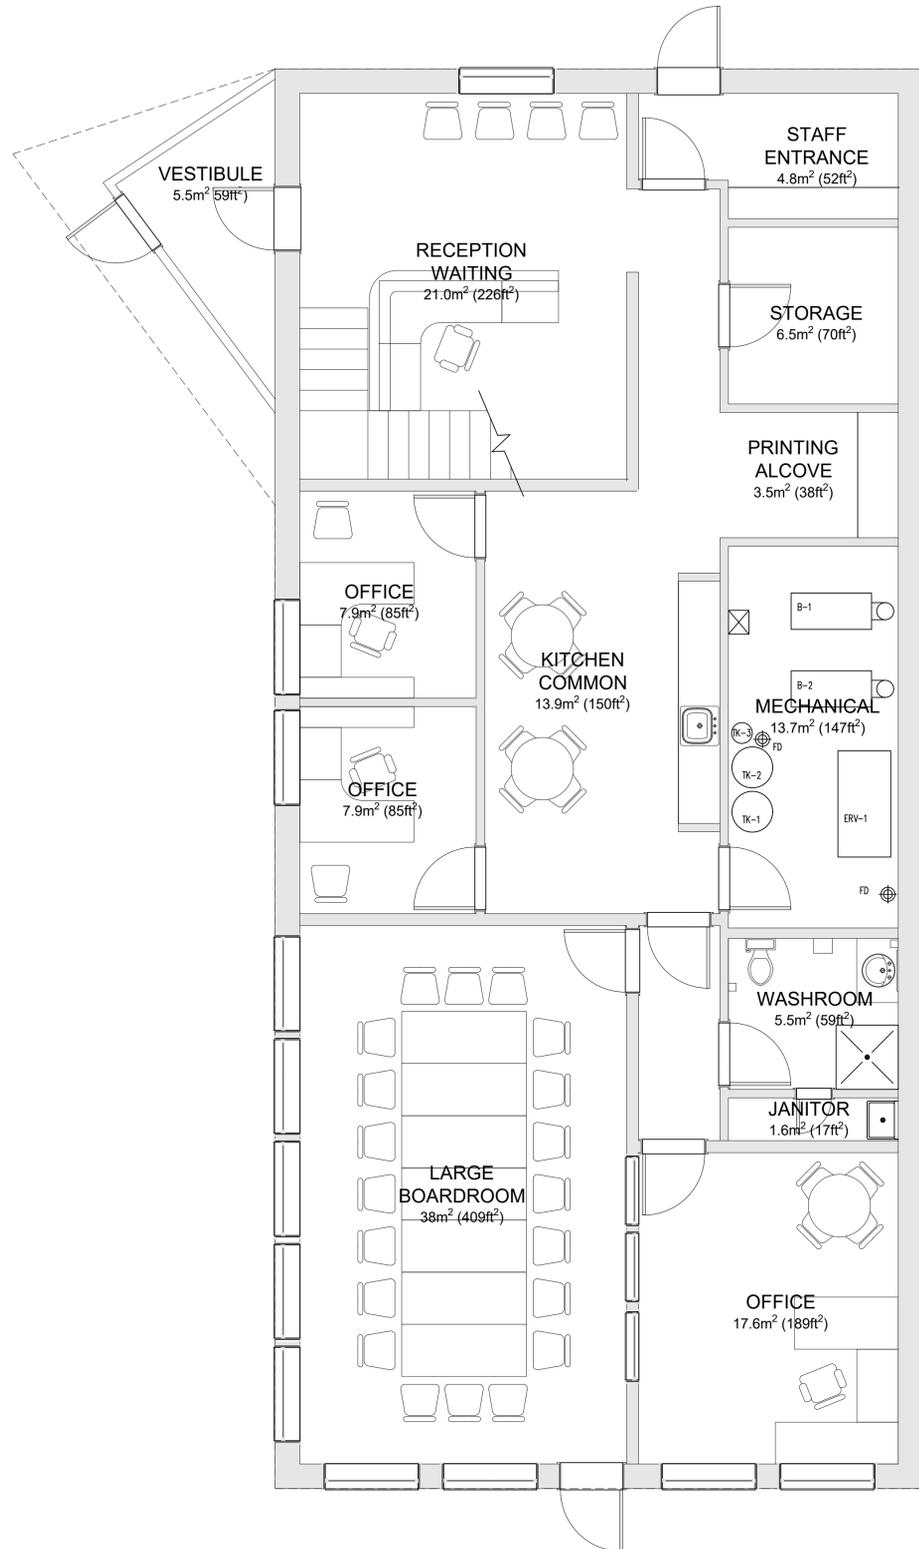 STAFF
ENTRANCE
4.8m² (52ft²)
VESTIBULE
5.5m² 59ft²)
RECEPTION
WAITING
21.0m² (226ft²)
STORAGE
6.5m² (70ft²)
PRINTING
ALCOVE
3.5m² (38ft²)
OFFICE
7.9m² (85ft²)
B-1
KITCHEN
COMMON
13.9m² (150ft²)
B-2
MECHANICAL
13.7m² (147ft²)
TK-3
FD
TK-2
OFFICE
7.9m² (85ft²)
TK-1
ERV-1
FD
WASHROOM
5.5m² (59ft²)
JANITOR
1.6m² (17ft²)
LARGE
BOARDROOM
38m² (409ft²)
OFFICE
17.6m² (189ft²)